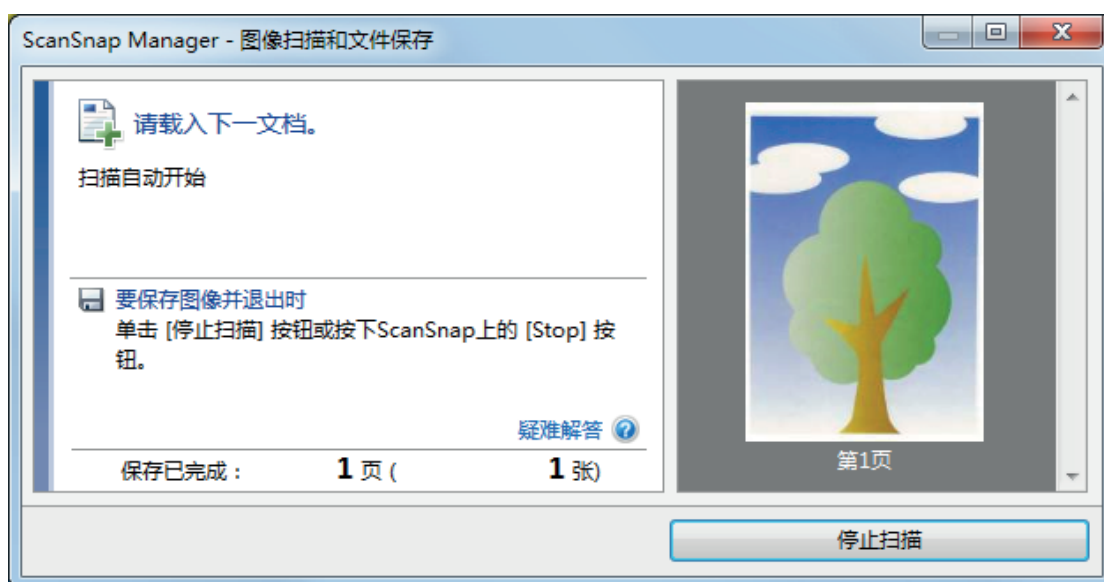 ScanSnap Manager - 图像扫描和文件保存
请载入下一文档。
扫描自动开始
要保存图像并退出时
单击 [停止扫描] 按钮或按下ScanSnap上的 [Stop] 按
钮。
疑难解答
保存已完成： 1 页 ( 1 张)
第1页
停止扫描